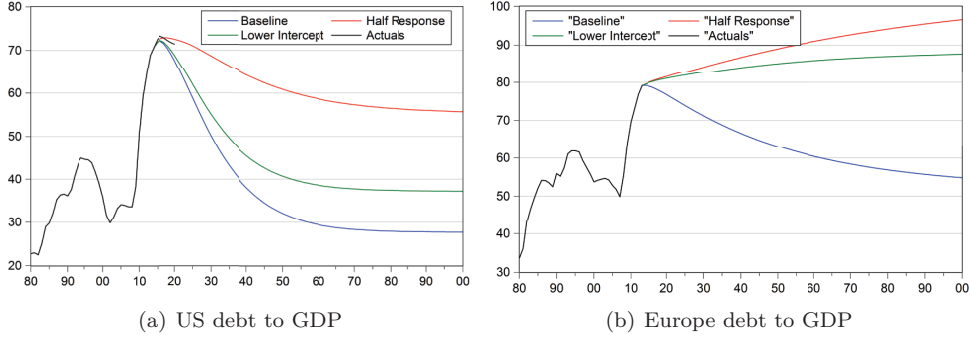 80
70
60
50
40
30
20
Baseline
Half Response
Lower Intercept
Actuals
80 90 00 10 20 30 40 50 60 70 80 90 00
(a) US debt to GDP
100
90
80
70
60
50
40
30
"Baseline"
"Half Response"
"Lower Intercept"
"Actuals"
80 90 00 10 20 30 40 50 60 70 80 90 00
(b) Europe debt to GDP